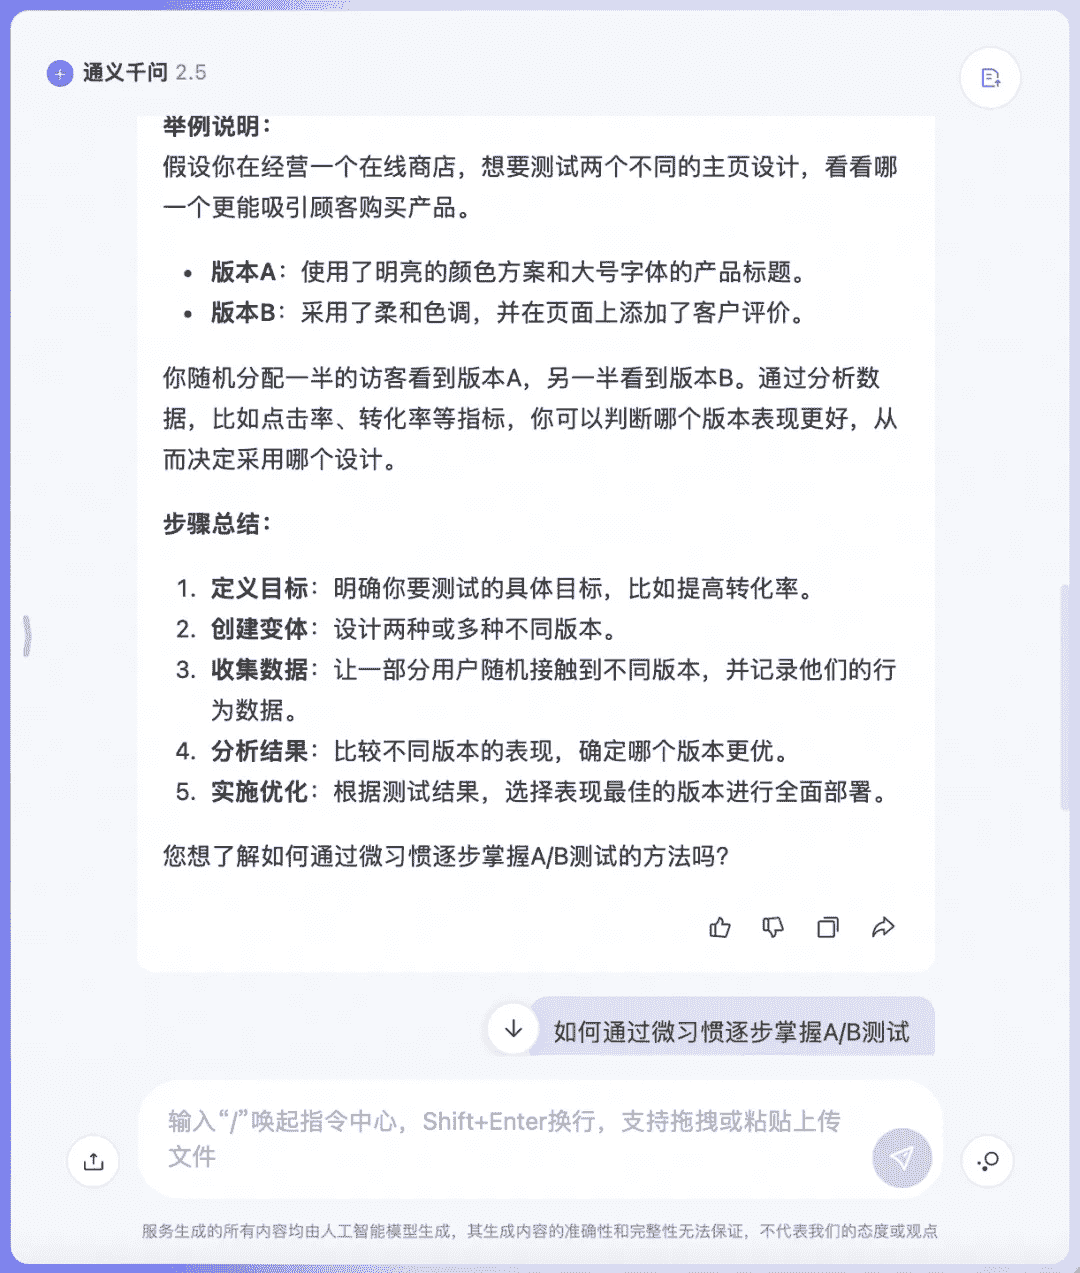 通义千问 2.5
举例说明：
假设你在经营一个在线商店，想要测试两个不同的主页设计，看看哪
一个更能吸引顾客购买产品。
• 版本A：使用了明亮的颜色方案和大号字体的产品标题。
• 版本B：采用了柔和色调，并在页面上添加了客户评价。
你随机分配一半的访客看到版本A，另一半看到版本B。通过分析数
据，比如点击率、转化率等指标，你可以判断哪个版本表现更好，从
而决定采用哪个设计。
步骤总结：
1. 定义目标：明确你要测试的具体目标，比如提高转化率。
2. 创建变体：设计两种或多种不同版本。
3. 收集数据：让一部分用户随机接触到不同版本，并记录他们的行
为数据。
4. 分析结果：比较不同版本的表现，确定哪个版本更优。
5. 实施优化：根据测试结果，选择表现最佳的版本进行全面部署。
您想了解如何通过微习惯逐步掌握A/B测试的方法吗？
如何通过微习惯逐步掌握A/B测试
输入“/”唤起指令中心，Shift+Enter换行，支持拖拽或粘贴上传
文件
服务生成的所有内容均由人工智能模型生成，其生成内容的准确性和完整性无法保证，不代表我们的态度或观点